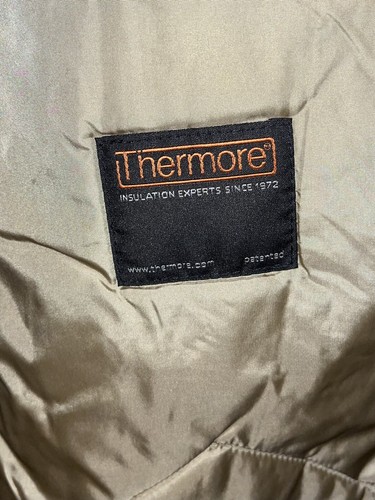 Thermore®
INSULATION EXPERTS SINCE 1972
www.thermore.com Patented